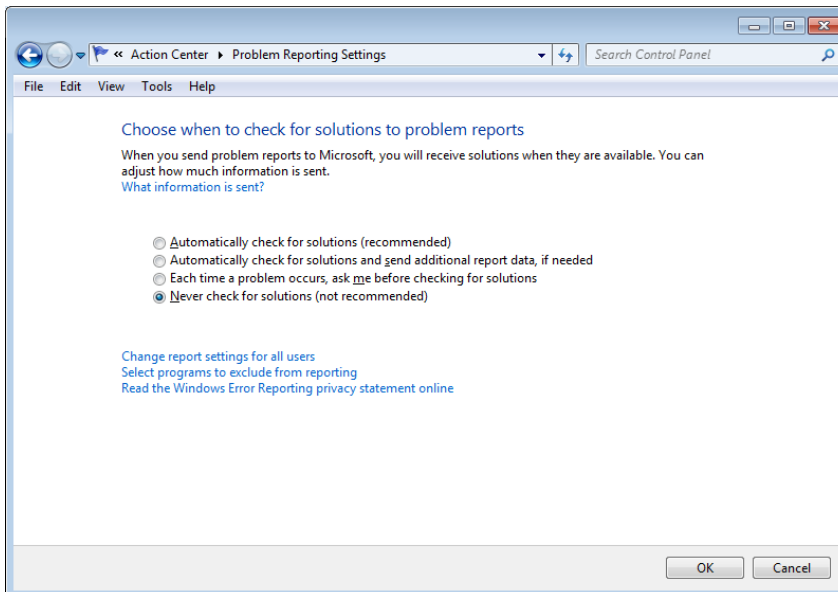 « Action Center ▸ Problem Reporting Settings
Search Control Panel
File Edit View Tools Help
Choose when to check for solutions to problem reports
When you send problem reports to Microsoft, you will receive solutions when they are available. You can
adjust how much information is sent.
What information is sent?
Automatically check for solutions (recommended)
Automatically check for solutions and send additional report data, if needed
Each time a problem occurs, ask me before checking for solutions
Never check for solutions (not recommended)
Change report settings for all users
Select programs to exclude from reporting
Read the Windows Error Reporting privacy statement online
OK Cancel